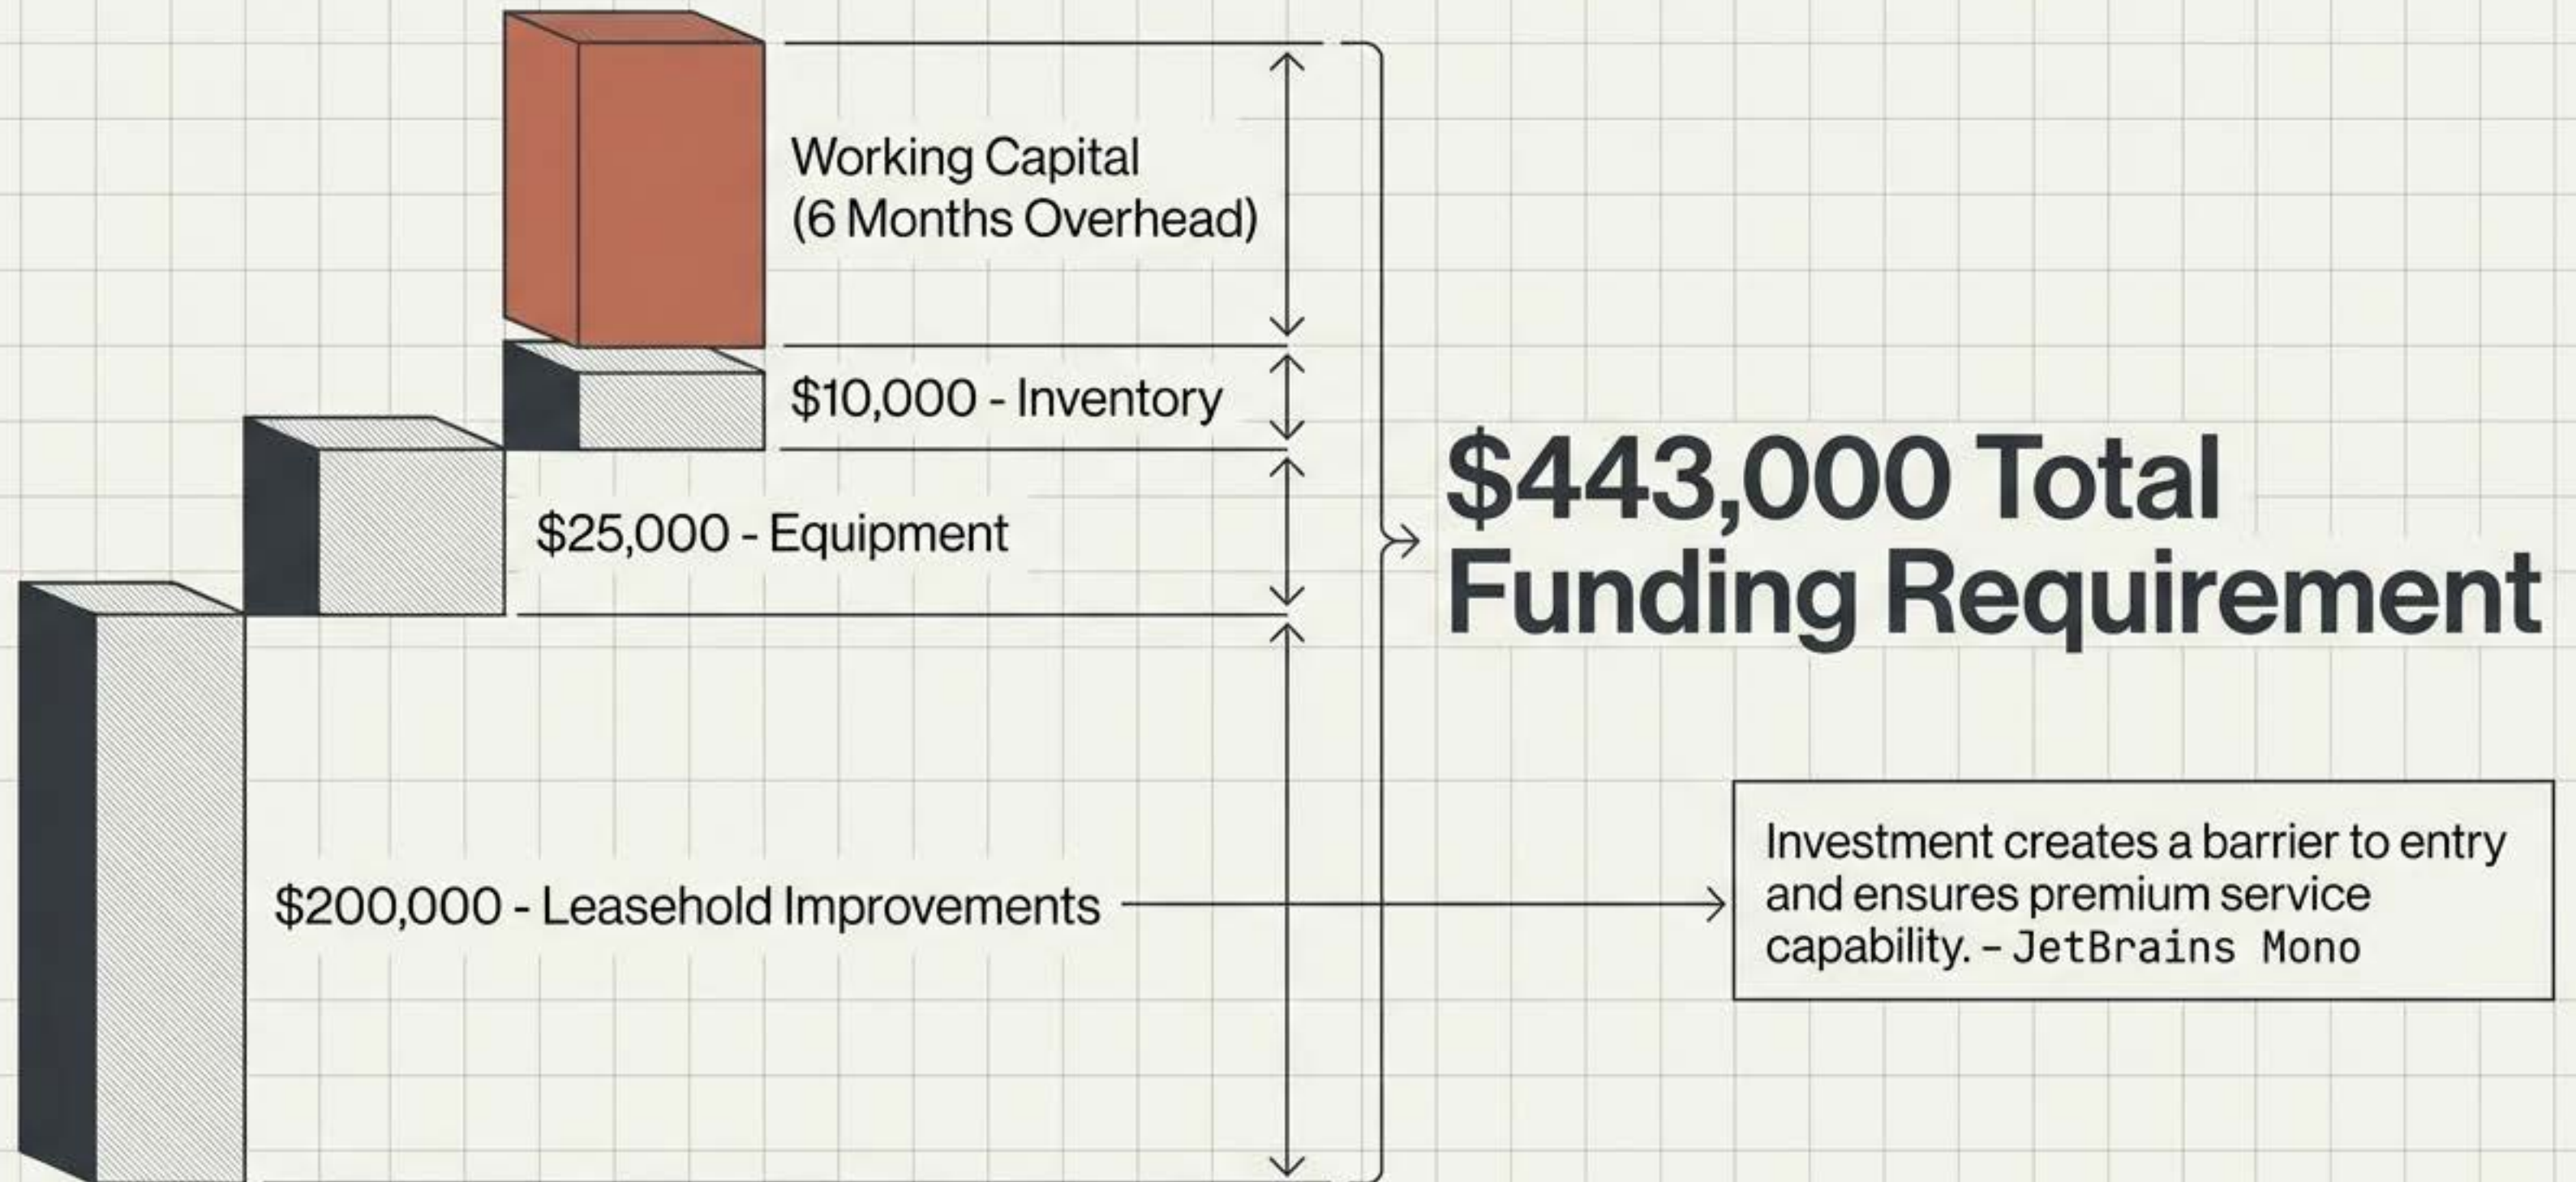 Working Capital
(6 Months Overhead)
$10,000 - Inventory
$25,000 - Equipment
$443,000 Total
Funding Requirement
$200,000 - Leasehold Improvements
Investment creates a barrier to entry
and ensures premium service
capability. – JetBrains Mono